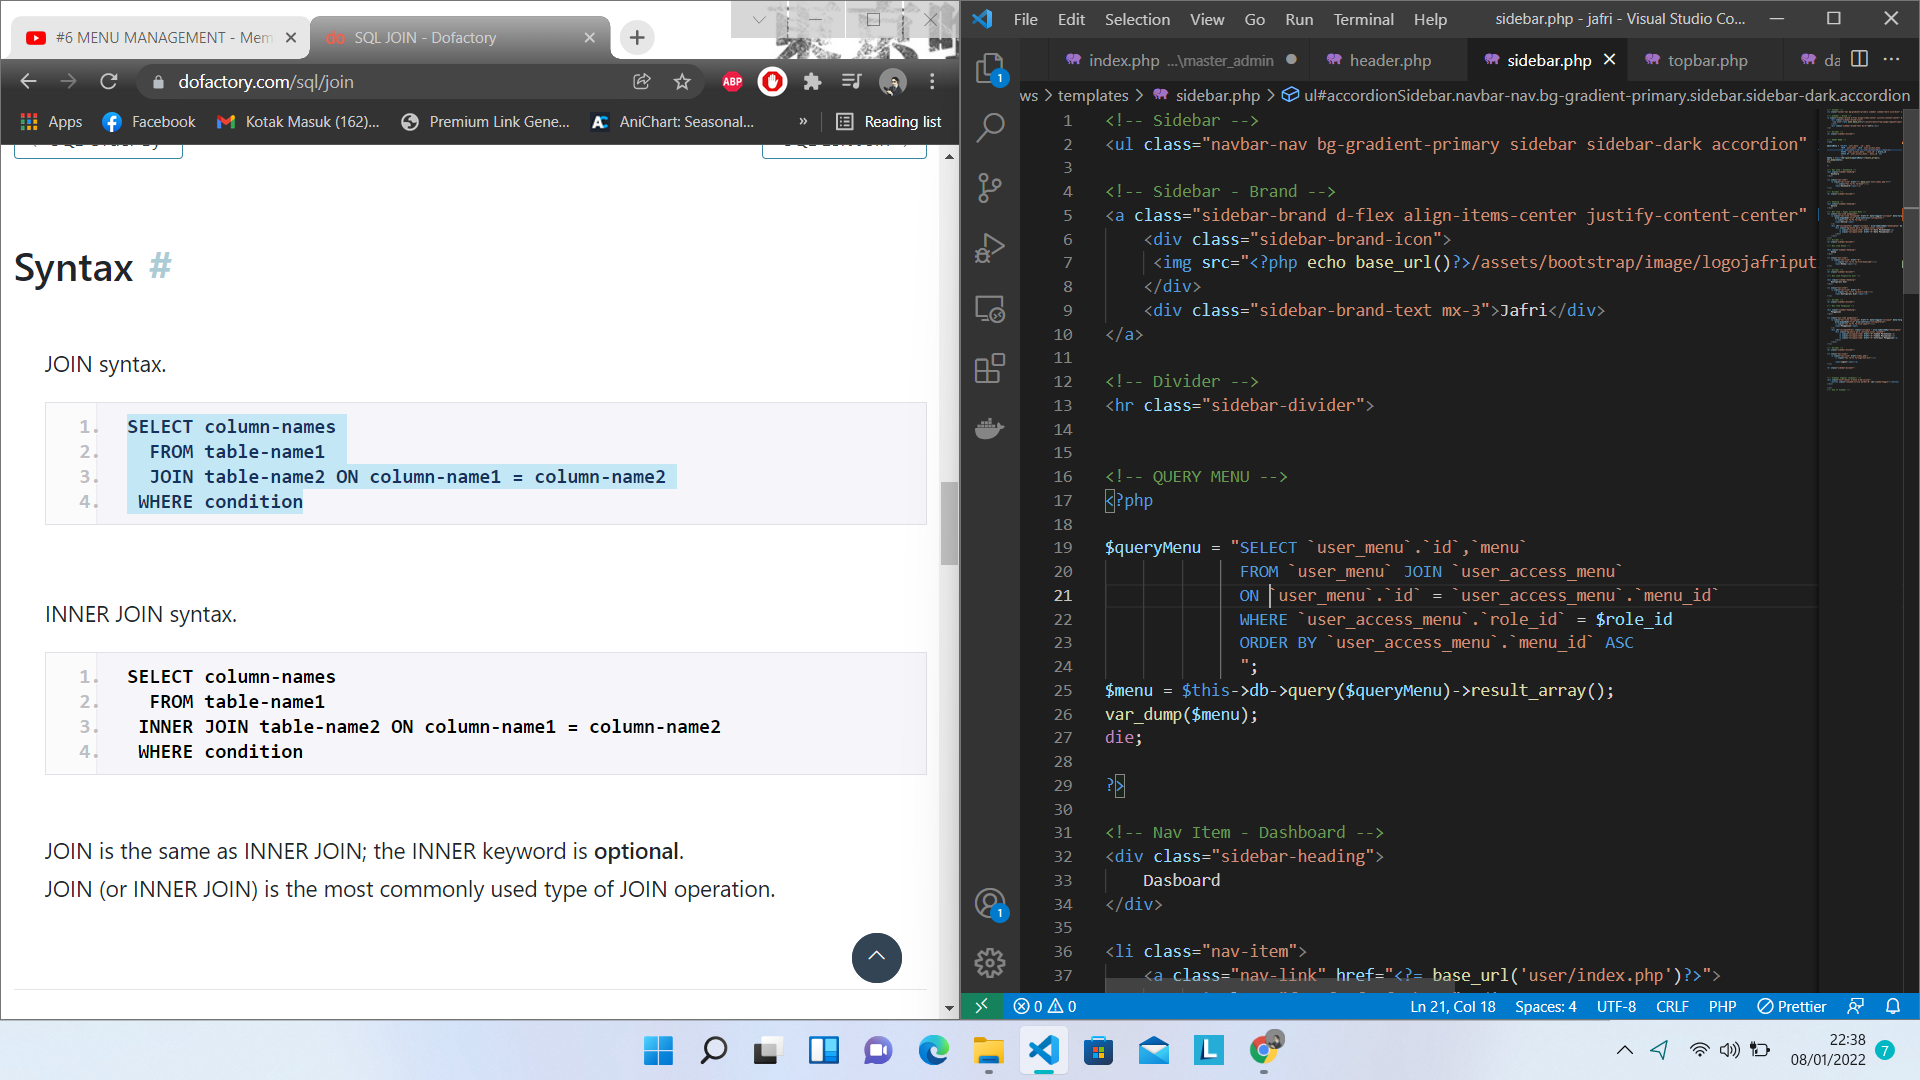 #6 MENU MANAGEMENT - Mem
SQL JOIN - Dofactory
dofactory.com/sql/join
ABP
Apps
Facebook
Kotak Masuk (162)...
Premium Link Gene...
AniChart: Seasonal...
»
Reading list
Syntax #
JOIN syntax.
1. SELECT column-names
2. FROM table-name1
3. JOIN table-name2 ON column-name1 = column-name2
4. WHERE condition
INNER JOIN syntax.
1. SELECT column-names
2. FROM table-name1
3. INNER JOIN table-name2 ON column-name1 = column-name2
4. WHERE condition
JOIN is the same as INNER JOIN; the INNER keyword is optional.
JOIN (or INNER JOIN) is the most commonly used type of JOIN operation.
File Edit Selection View Go Run Terminal Help
sidebar.php - jafri - Visual Studio Co...
index.php ...\master_admin
header.php
sidebar.php
topbar.php
da
ws > templates > sidebar.php > ul#accordionSidebar.navbar-nav.bg-gradient-primary.sidebar.sidebar-dark.accordion
1 <!-- Sidebar -->
2 <ul class="navbar-nav bg-gradient-primary sidebar sidebar-dark accordion"
3
4 <!-- Sidebar - Brand -->
5 <a class="sidebar-brand d-flex align-items-center justify-content-center"
6 <div class="sidebar-brand-icon">
7 <img src="<?php echo base_url()?>/assets/bootstrap/image/logojafriput
8 </div>
9 <div class="sidebar-brand-text mx-3">Jafri</div>
10 </a>
11
12 <!-- Divider -->
13 <hr class="sidebar-divider">
14
15
16 <!-- QUERY MENU -->
17 <?php
18
19 $queryMenu = "SELECT `user_menu`.`id`,`menu`
20 FROM `user_menu` JOIN `user_access_menu`
21 ON `user_menu`.`id` = `user_access_menu`.`menu_id`
22 WHERE `user_access_menu`.`role_id` = $role_id
23 ORDER BY `user_access_menu`.`menu_id` ASC
24 ";
25 $menu = $this->db->query($queryMenu)->result_array();
26 var_dump($menu);
27 die;
28
29 ?>
30
31 <!-- Nav Item - Dashboard -->
32 <div class="sidebar-heading">
33 Dasboard
34 </div>
35
36 <li class="nav-item">
37 <a class="nav-link" href="<?= base_url('user/index.php')?>">
1
1
0 0
Ln 21, Col 18
Spaces: 4
UTF-8
CRLF
PHP
Prettier
L
22:38
08/01/2022
7